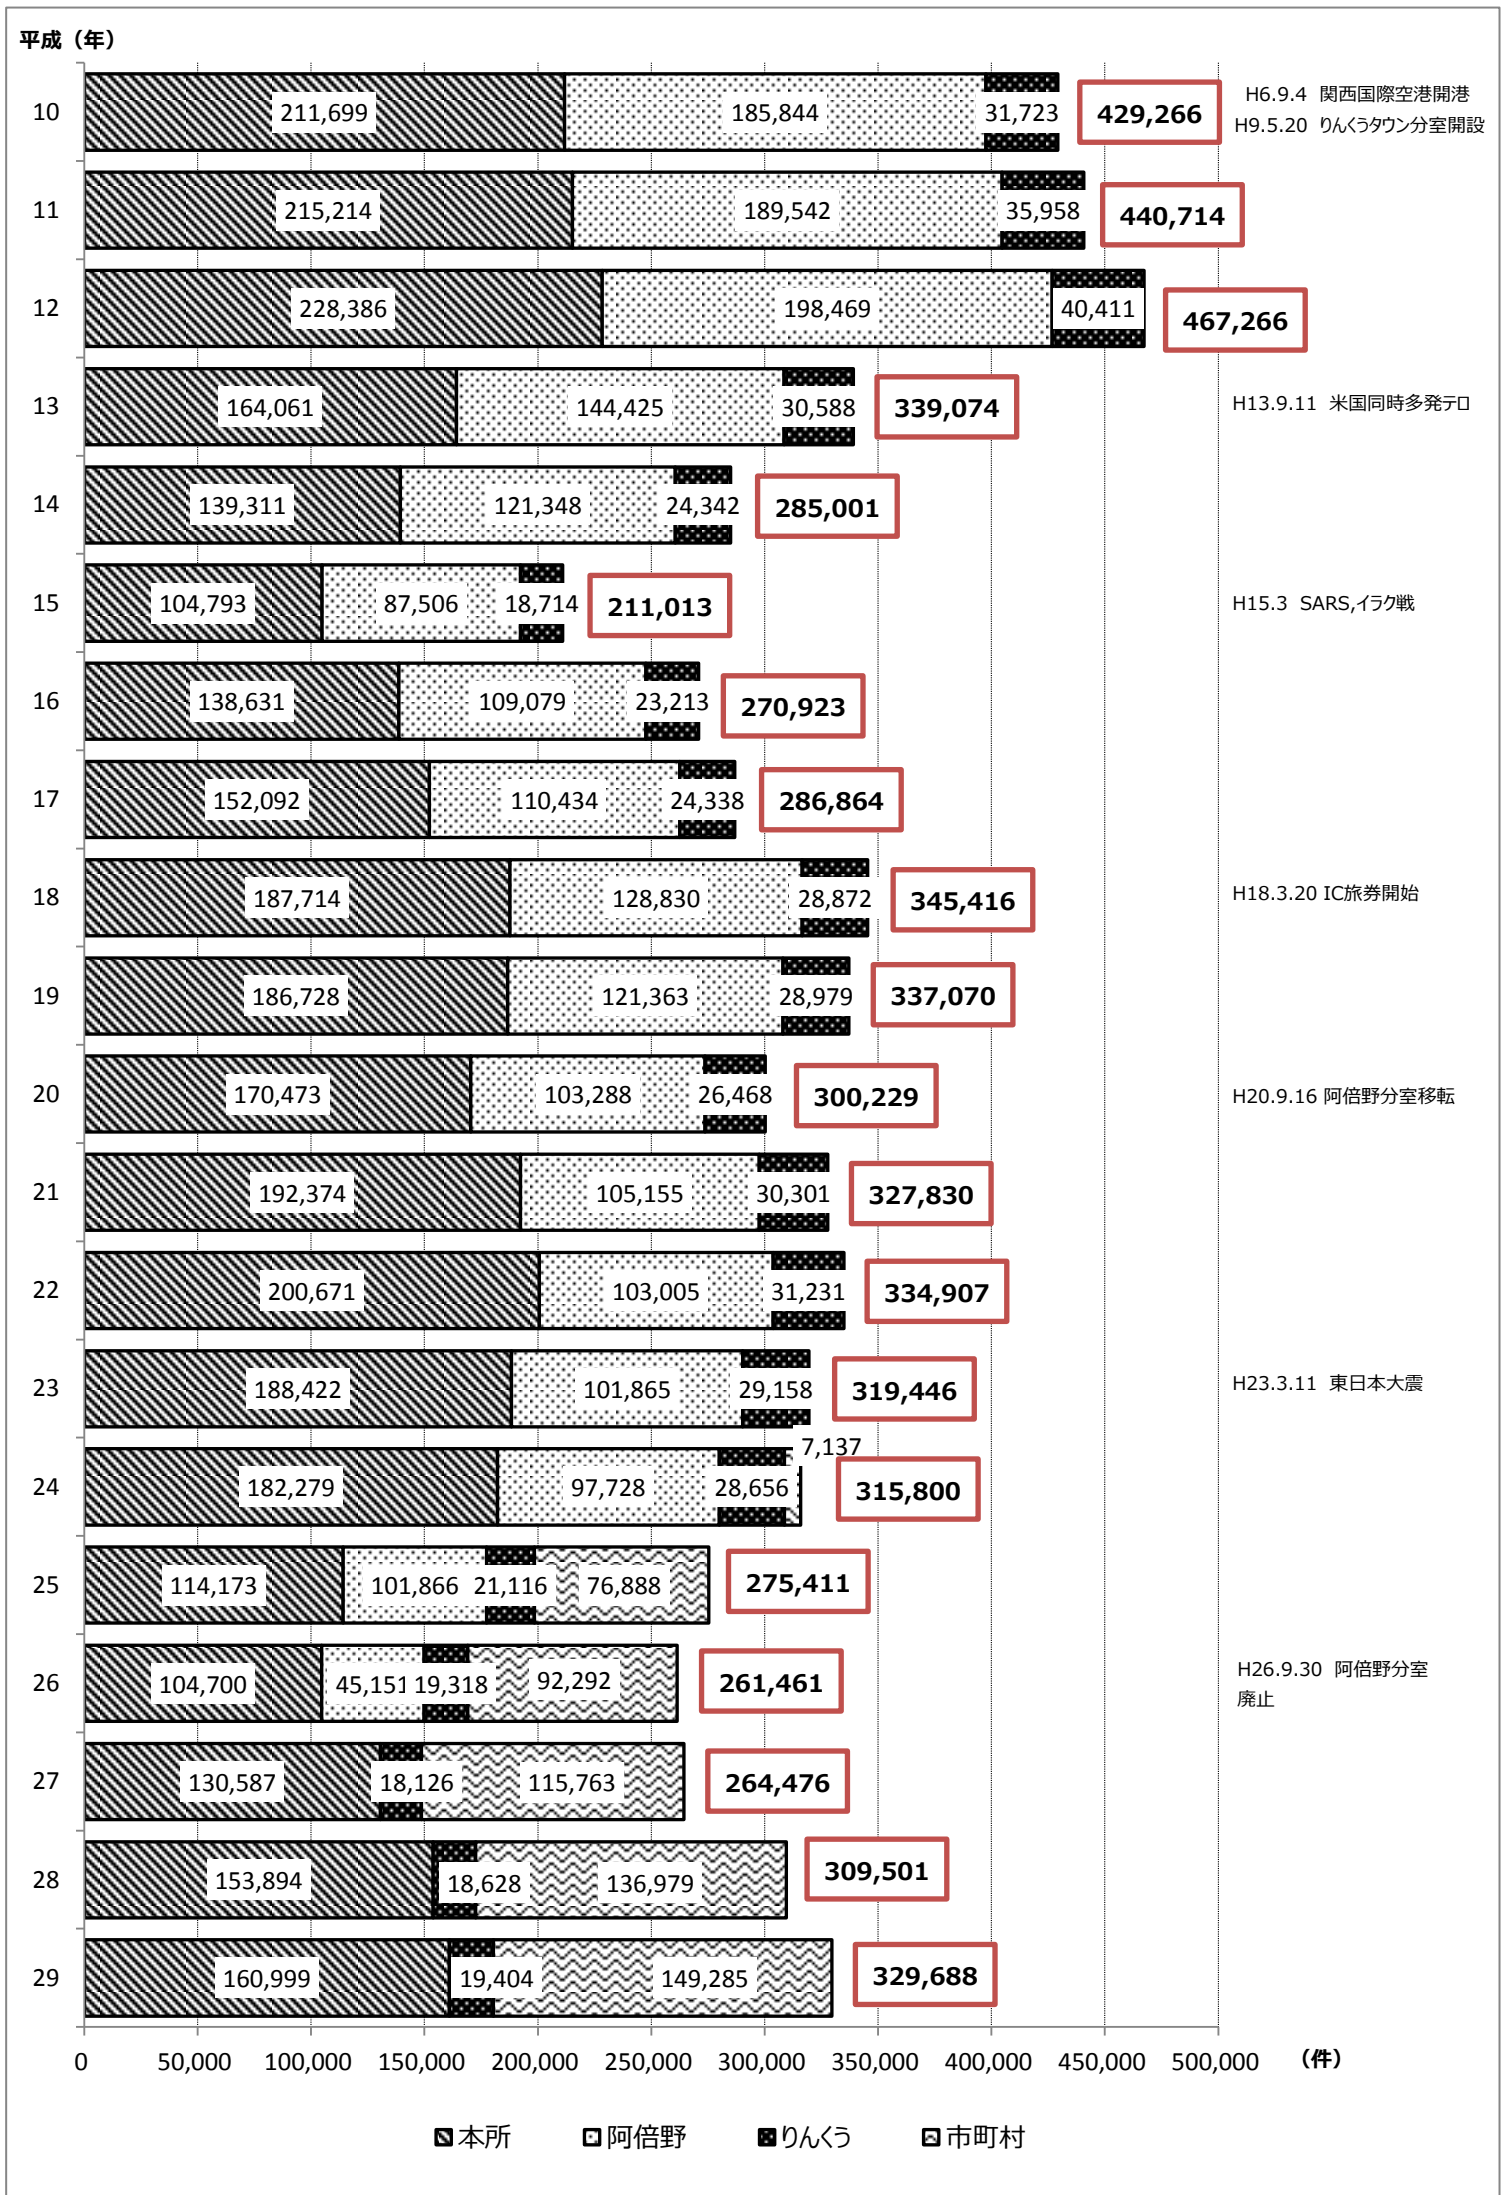 平成（年）
10 211,699 185,844 31,723 429,266 H6.9.4 関西国際空港開港
H9.5.20 りんくうタウン分室開設
11 215,214 189,542 35,958 440,714
12 228,386 198,469 40,411 467,266
13 164,061 144,425 30,588 339,074 H13.9.11 米国同時多発テロ
14 139,311 121,348 24,342 285,001
15 104,793 87,506 18,714 211,013 H15.3 SARS,イラク戦
16 138,631 109,079 23,213 270,923
17 152,092 110,434 24,338 286,864
18 187,714 128,830 28,872 345,416 H18.3.20 IC旅券開始
19 186,728 121,363 28,979 337,070
20 170,473 103,288 26,468 300,229 H20.9.16 阿倍野分室移転
21 192,374 105,155 30,301 327,830
22 200,671 103,005 31,231 334,907
23 188,422 101,865 29,158 319,446 H23.3.11 東日本大震
24 182,279 97,728 28,656 7,137 315,800
25 114,173 101,866 21,116 76,888 275,411
26 104,700 45,151 19,318 92,292 261,461 H26.9.30 阿倍野分室
廃止
27 130,587 18,126 115,763 264,476
28 153,894 18,628 136,979 309,501
29 160,999 19,404 149,285 329,688
0 50,000 100,000 150,000 200,000 250,000 300,000 350,000 400,000 450,000 500,000 （件）
本所 阿倍野 りんくう 市町村